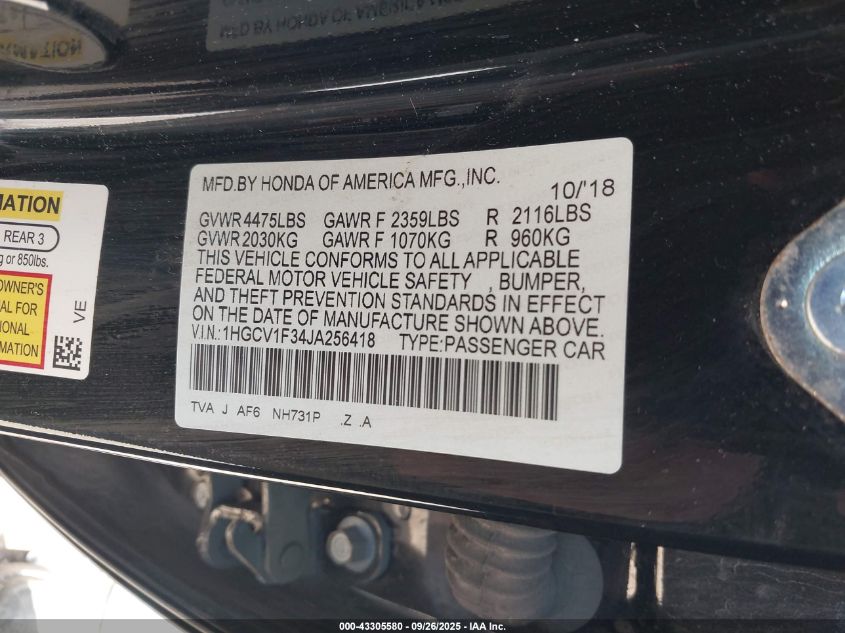 MFD.BY HONDA OF AMERICA MFG.,INC.
10/'18
GVWR 4475LBS GAWR F 2359LBS R 2116LBS
GVWR 2030KG GAWR F 1070KG R 960KG
THIS VEHICLE CONFORMS TO ALL APPLICABLE
FEDERAL MOTOR VEHICLE SAFETY , BUMPER,
AND THEFT PREVENTION STANDARDS IN EFFECT
ON THE DATE OF MANUFACTURE SHOWN ABOVE.
V.I.N.:1HGCV1F34JA256418 TYPE:PASSENGER CAR
TVA J AF6 NH731P .Z .A
MATION
REAR 3
or 850lbs.
OWNER'S
AL FOR
IONAL
RMATION
VE
000-43305580 - 09/26/2025 - IAA Inc.